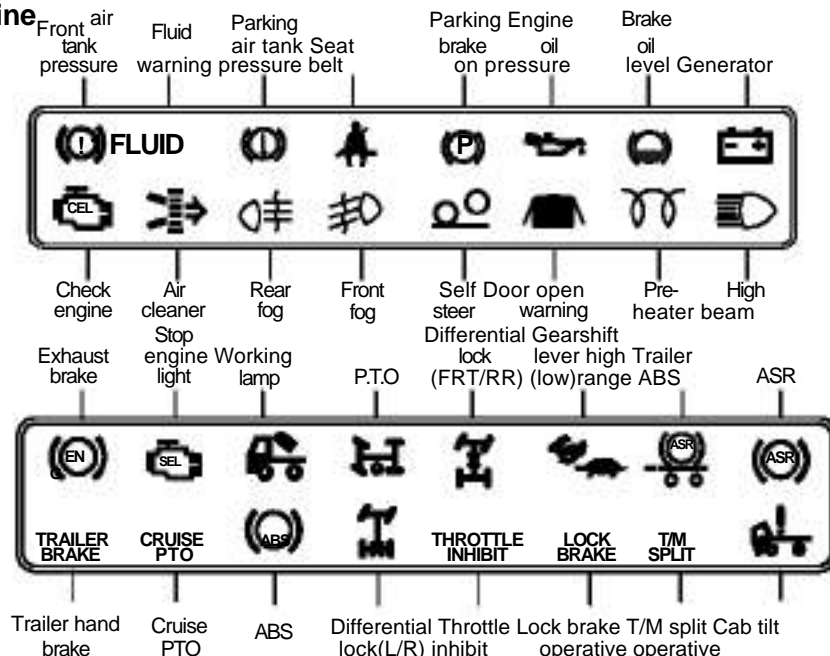 ine
Front air
tank
pressure
Fluid
warning
Parking
air tank
pressure
Seat
belt
Parking
brake
on
Engine
oil
pressure
Brake
oil
level
Generator
(!) FLUID
P
CEL
Check
engine
Air
cleaner
Rear
fog
Front
fog
Self
steer
Door open
warning
Pre-
heater
High
beam
Exhaust
brake
Stop
engine
light
Working
lamp
P.T.O
Differential
lock
(FRT/RR)
Gearshift
lever high
(low)range
Trailer
ABS
ASR
EN
SEL
ASR
ASR
TRAILER
BRAKE
CRUISE
PTO
ABS
THROTTLE
INHIBIT
LOCK
BRAKE
T/M
SPLIT
Trailer hand
brake
Cruise
PTO
ABS
Differential
lock(L/R)
Throttle
inhibit
Lock brake
operative
T/M split
operative
Cab tilt